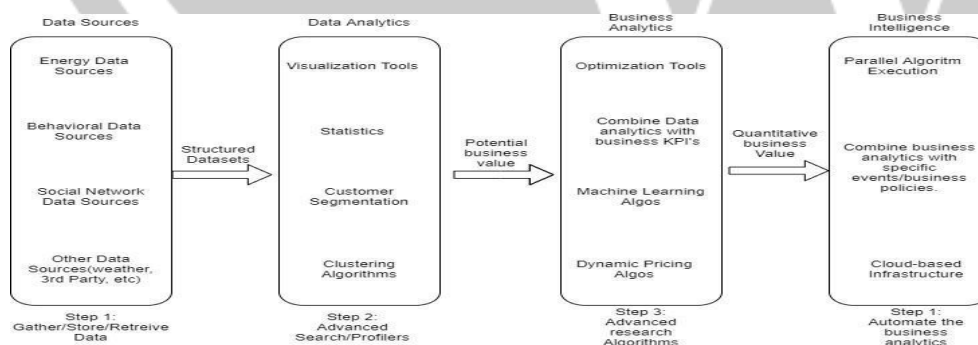 Data Sources
Energy Data
Sources
Behavioral Data
Sources
Social Network
Data Sources
Other Data
Sources(weather,
3rd Party, etc)
Step 1:
Gather/Store/Retreive
Data
Structured
Datasets
Data Analytics
Visualization Tools
Statistics
Customer
Segmentation
Clustering
Algorithms
Step 2:
Advanced
Search/Profilers
Potential
business
value
Business
Analytics
Optimization Tools
Combine Data
analytics with
business KPI's
Machine Learning
Algos
Dynamic Pricing
Algos
Step 3:
Advanced
research
Algorithms
Quantitative
business
Value
Business
Intelligence
Parallel Algoritm
Execution
Combine business
analytics with
specific
events/business
policies.
Cloud-based
Infrastructure
Step 1:
Automate the
business
analytics